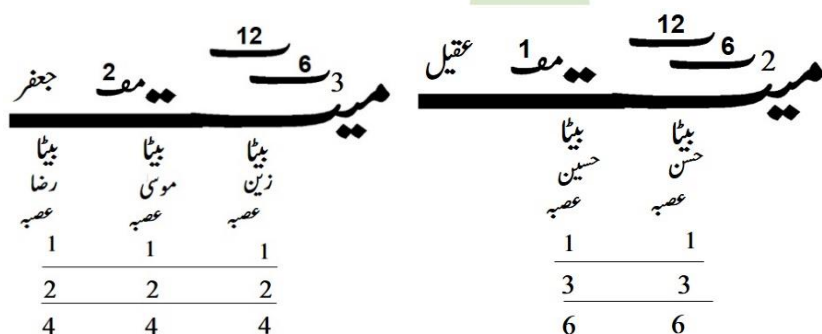 میـــت 2 6 12 مف 1 عقیل
بیٹا بیٹا
حسن حسین
عصبہ عصبہ
1 1
3 3
6 6
میـــت 3 6 12 مف 2 جعفر
بیٹا بیٹا بیٹا
زین موسیٰ رضا
عصبہ عصبہ عصبہ
1 1 1
2 2 2
4 4 4